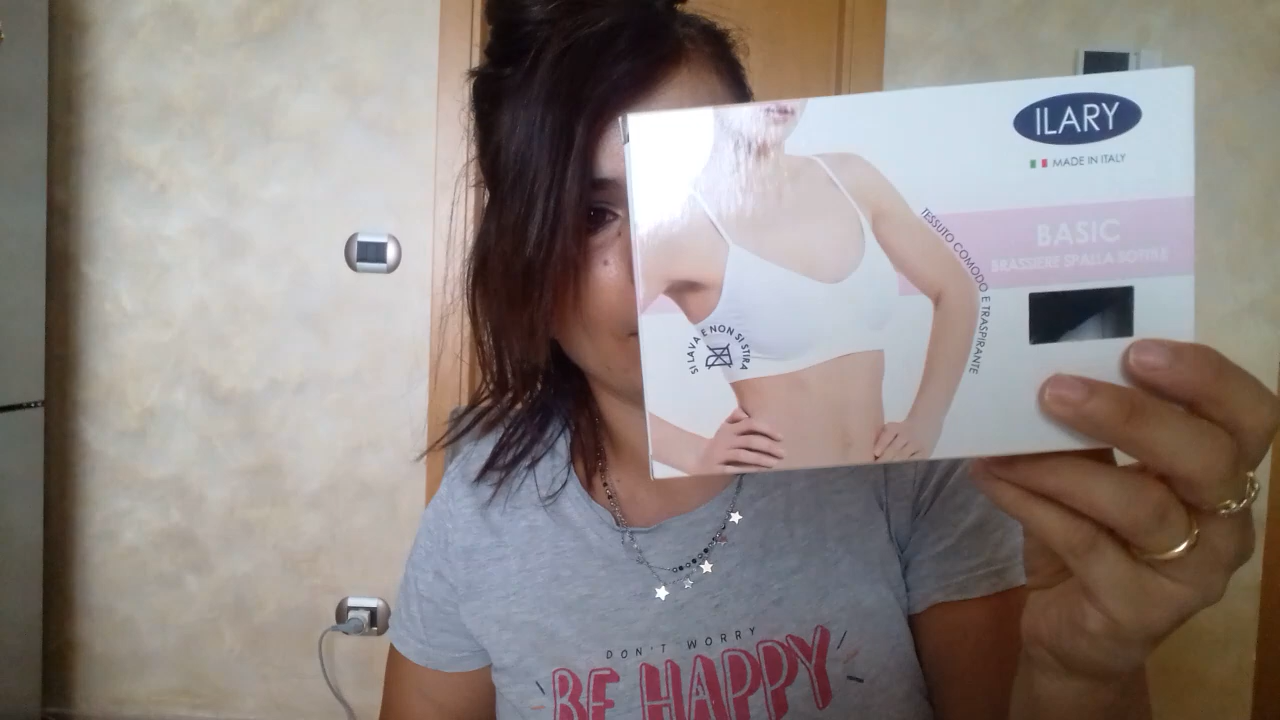 ILARY
MADE IN ITALY
BASIC
BRASSIERE SPALLA SOTTILE
TESSUTO COMODO E TRASPIRANTE
SI LAVA E NON SI STIRA
DON'T WORRY
BE HAPPY